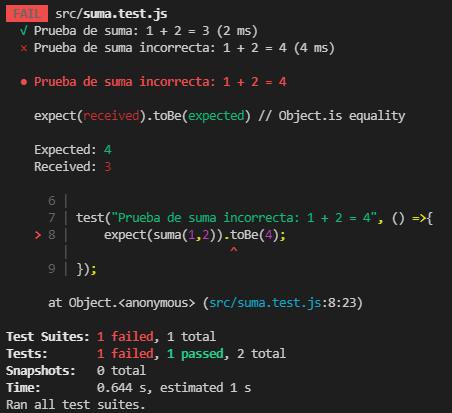 FAIL src/suma.test.js
√ Prueba de suma: 1 + 2 = 3 (2 ms)
× Prueba de suma incorrecta: 1 + 2 = 4 (4 ms)
● Prueba de suma incorrecta: 1 + 2 = 4
expect(received).toBe(expected) // Object.is equality
Expected: 4
Received: 3
6 |
7 | test("Prueba de suma incorrecta: 1 + 2 = 4", () =>{
> 8 |     expect(suma(1,2)).toBe(4);
|                       ^
9 | });
at Object.<anonymous> (src/suma.test.js:8:23)
Test Suites: 1 failed, 1 total
Tests:       1 failed, 1 passed, 2 total
Snapshots:   0 total
Time:        0.644 s, estimated 1 s
Ran all test suites.